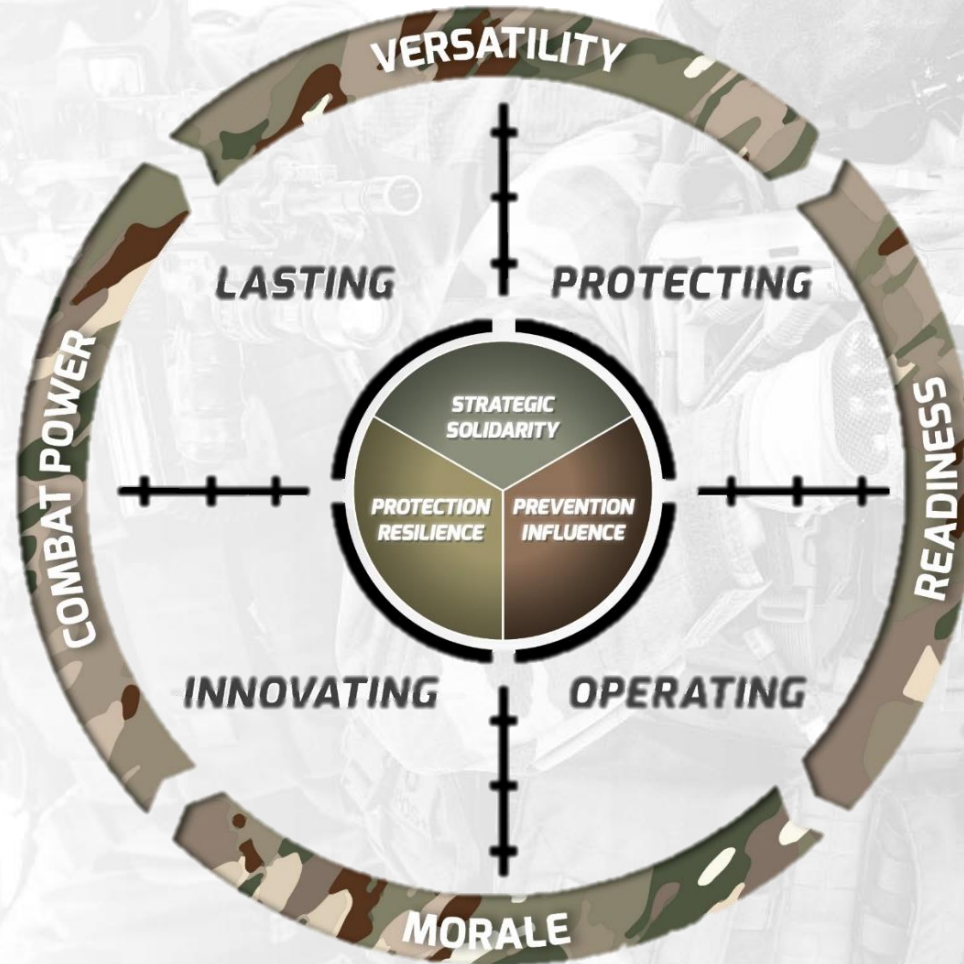 VERSATILITY
LASTING
PROTECTING
STRATEGIC
SOLIDARITY
COMBAT POWER
READINESS
PROTECTION
RESILIENCE
PREVENTION
INFLUENCE
INNOVATING
OPERATING
MORALE